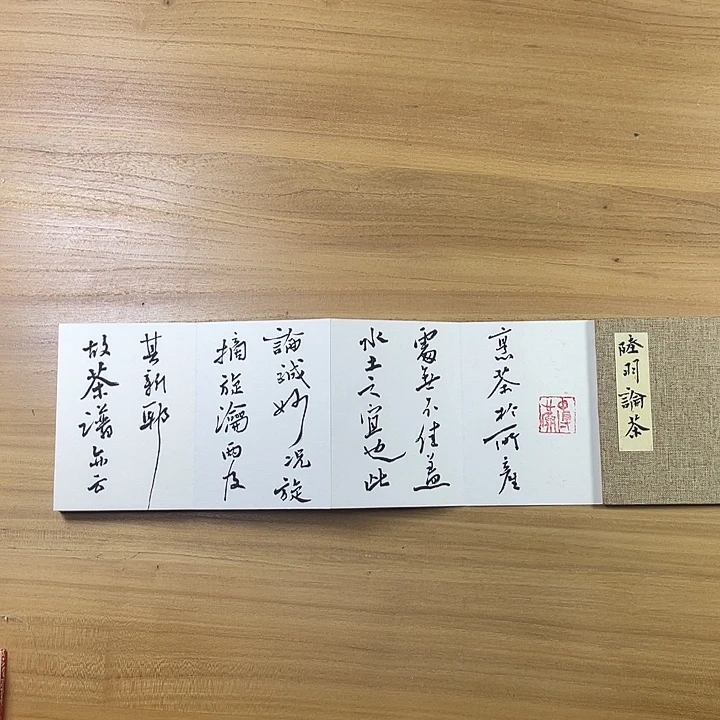 陸羽論茶
烹茶於所產
處無不佳蓋
水土之宜也此
論誠妙況旋
摘旋瀹兩及
其新耶
故茶譜亦云